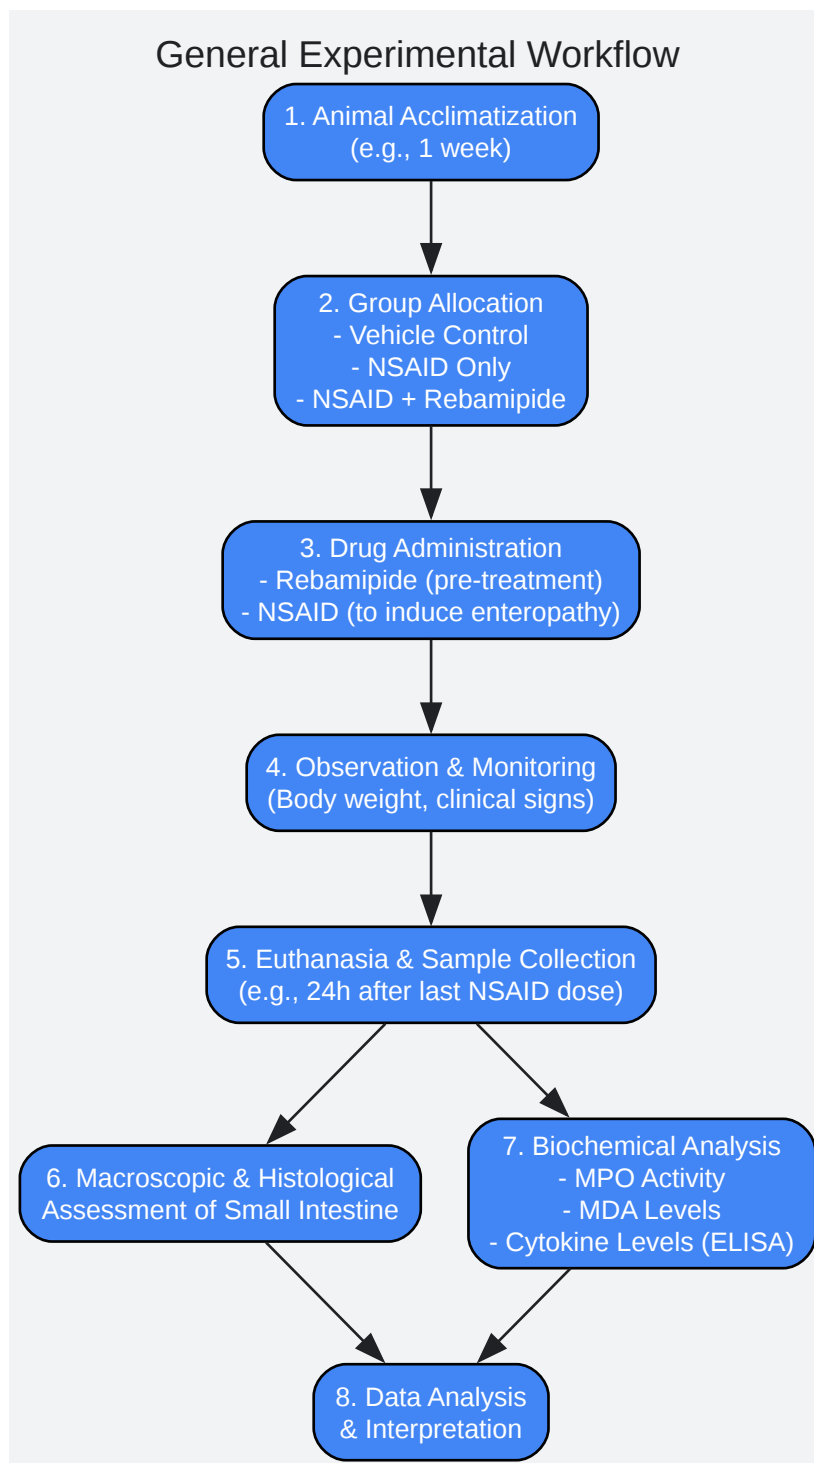 General Experimental Workflow
1. Animal Acclimatization
(e.g., 1 week)
2. Group Allocation
- Vehicle Control
- NSAID Only
- NSAID + Rebamipide
3. Drug Administration
- Rebamipide (pre-treatment)
- NSAID (to induce enteropathy)
4. Observation & Monitoring
(Body weight, clinical signs)
5. Euthanasia & Sample Collection
(e.g., 24h after last NSAID dose)
6. Macroscopic & Histological
Assessment of Small Intestine
7. Biochemical Analysis
- MPO Activity
- MDA Levels
- Cytokine Levels (ELISA)
8. Data Analysis
& Interpretation